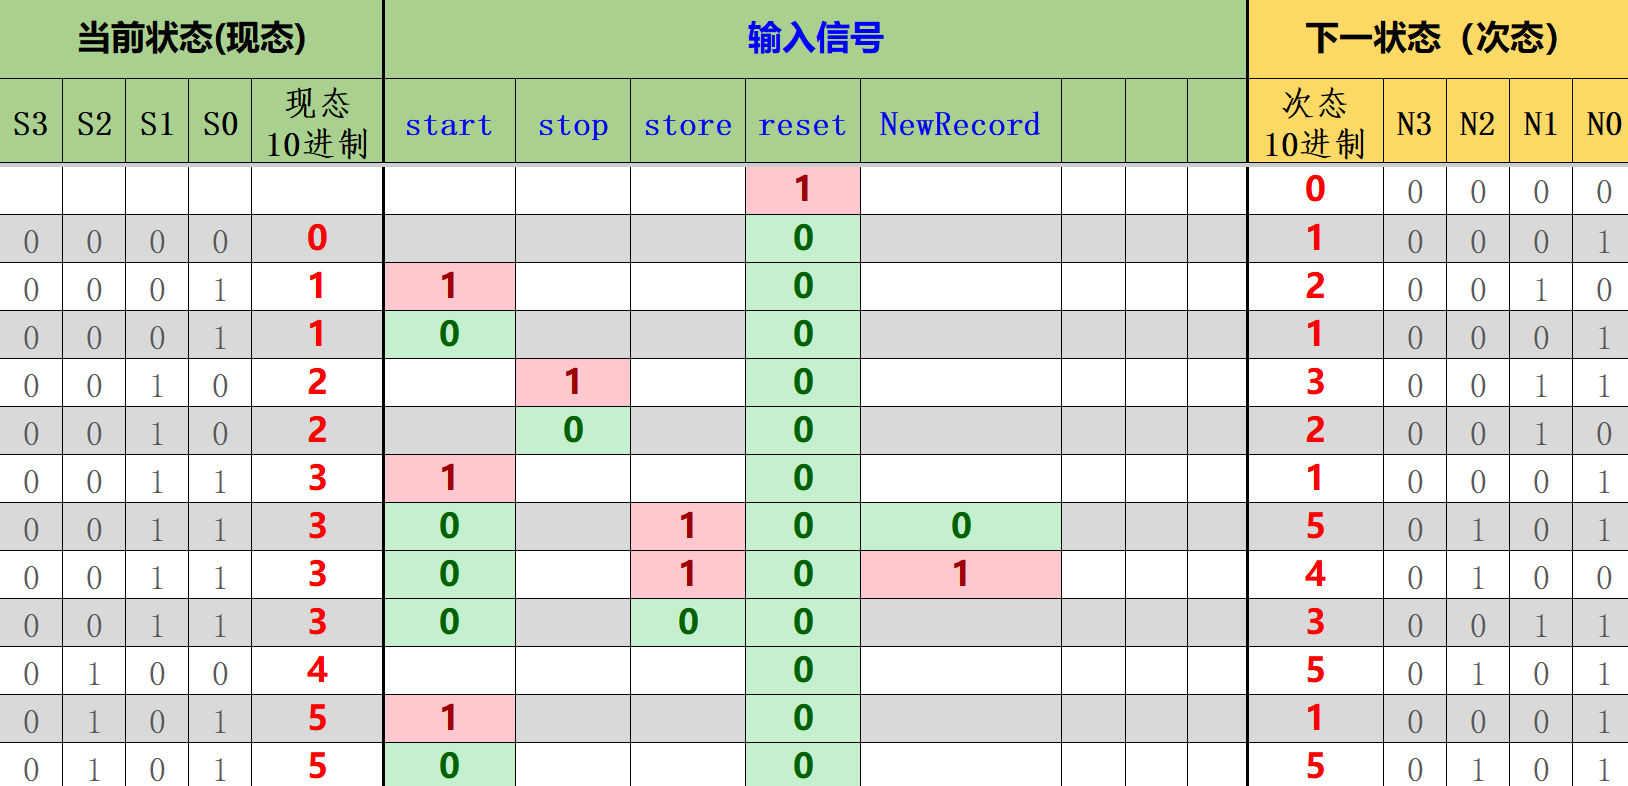 当前状态(现态) 输入信号 下一状态（次态）
S3 S2 S1 S0 现态 10进制 start stop store reset NewRecord 次态 10进制 N3 N2 N1 N0
1 0 0 0 0 0
0 0 0 0 0 0 1 0 0 0 1
0 0 0 1 1 1 0 2 0 0 1 0
0 0 0 1 1 0 0 1 0 0 0 1
0 0 1 0 2 1 0 3 0 0 1 1
0 0 1 0 2 0 0 2 0 0 1 0
0 0 1 1 3 1 0 1 0 0 0 1
0 0 1 1 3 0 1 0 0 5 0 1 0 1
0 0 1 1 3 0 1 0 1 4 0 1 0 0
0 0 1 1 3 0 0 0 3 0 0 1 1
0 1 0 0 4 0 5 0 1 0 1
0 1 0 1 5 1 0 1 0 0 0 1
0 1 0 1 5 0 0 5 0 1 0 1